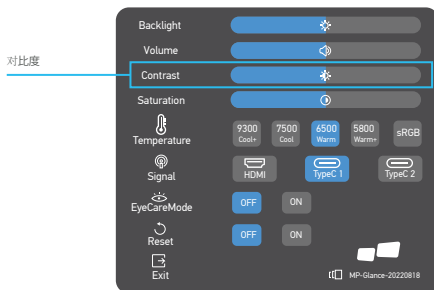 Backlight
Volume
对比度
Contrast
Saturation
Temperature
9300 Cool+
7500 Cool
6500 Warm
5800 Warm+
sRGB
Signal
HDMI
TypeC 1
TypeC 2
EyeCareMode
OFF
ON
Reset
OFF
ON
Exit
MP-Glance-20220818